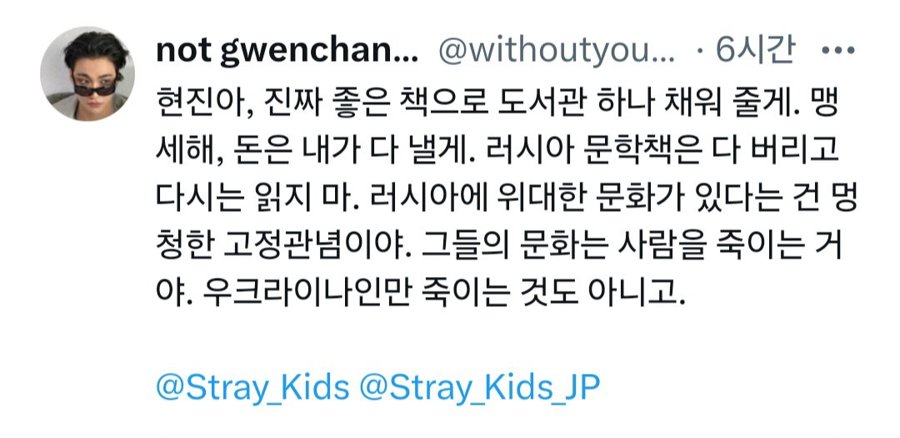 not gwenchan... @withoutyou... · 6시간 •••
현진아, 진짜 좋은 책으로 도서관 하나 채워 줄게. 맹
세해, 돈은 내가 다 낼게. 러시아 문학책은 다 버리고
다시는 읽지 마. 러시아에 위대한 문화가 있다는 건 멍
청한 고정관념이야. 그들의 문화는 사람을 죽이는 거
야. 우크라이나인만 죽이는 것도 아니고.
@Stray_Kids @Stray_Kids_JP